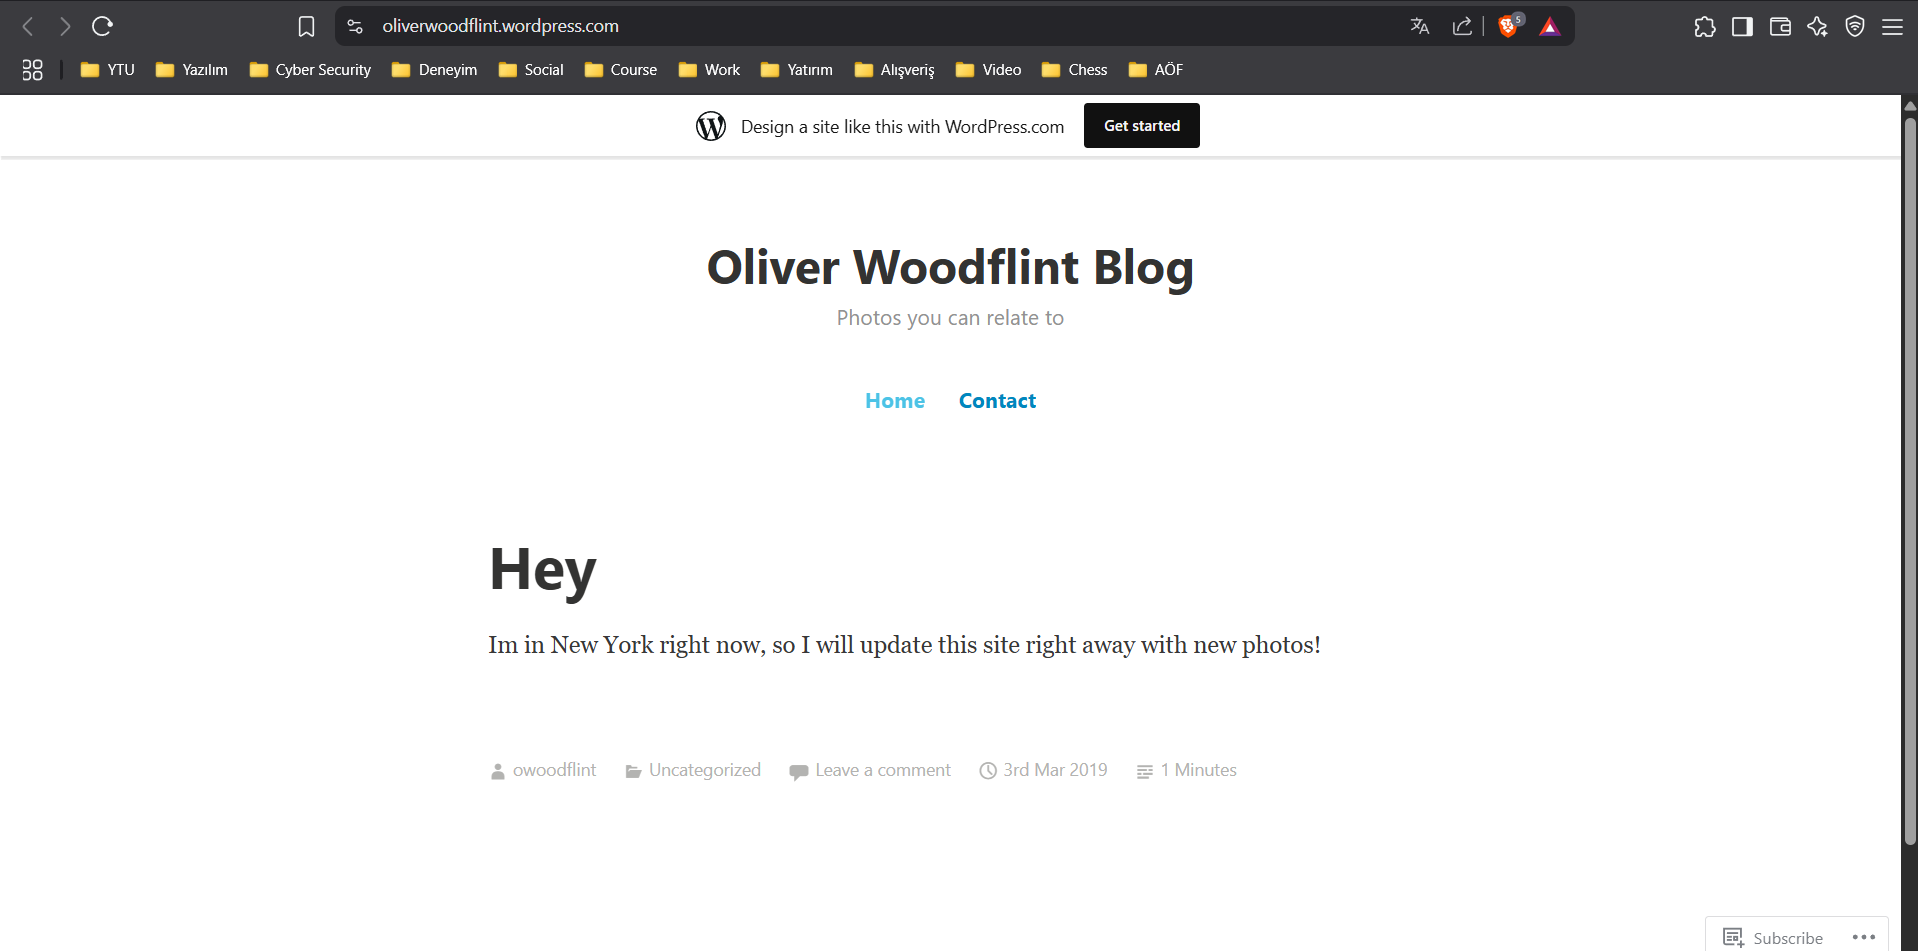 oliverwoodflint.wordpress.com
5
YTU Yazılım Cyber Security Deneyim Social Course Work Yatırım Alışveriş Video Chess AÖF
Design a site like this with WordPress.com Get started
Oliver Woodflint Blog
Photos you can relate to
Home Contact
Hey
Im in New York right now, so I will update this site right away with new photos!
owoodflint Uncategorized Leave a comment 3rd Mar 2019 1 Minutes
Subscribe